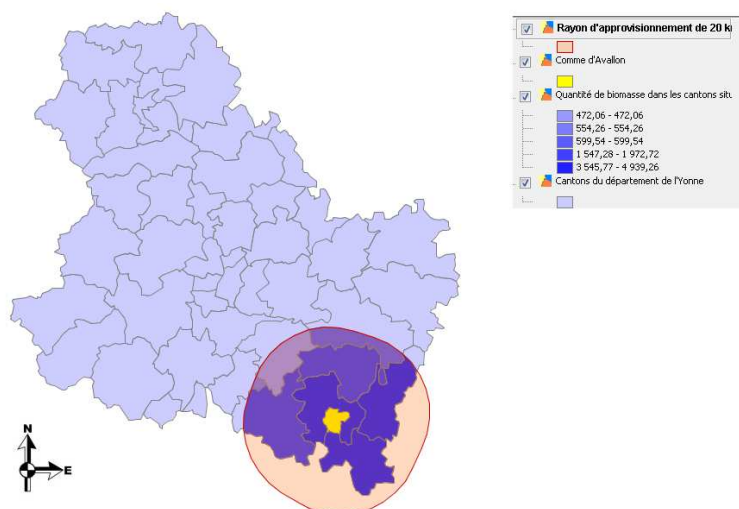 Rayon d'approvisionnement de 20 k
Comme d'Avallon
Quantité de biomasse dans les cantons situ
472,06 - 472,06
554,26 - 554,26
599,54 - 599,54
1 547,28 - 1 972,72
3 545,77 - 4 939,26
Cantons du département de l'Yonne
N
E